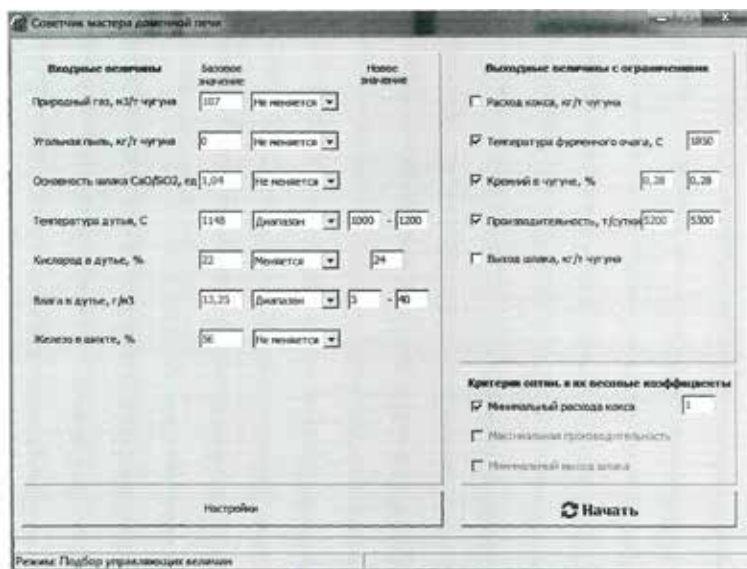 Советчик мастера доменной печи
Входные величины
Базовое значение
Новое значение
Природный газ, м3/т чугуна 107 Не меняется
Угольная пыль, кг/т чугуна 0 Не меняется
Основность шлака CaO/SiO2, ед 1,04 Не меняется
Температура дутья, С 1148 Диапазон 1000 - 1200
Кислород в дутье, % 22 Меняется 24
Влага в дутье, г/м3 13,25 Диапазон 5 - 40
Железо в шихте, % 56 Не меняется
Настройки
Выходные величины с ограничениями
Расход кокса, кг/т чугуна
Температура фурменного очага, С 1850
Кремний в чугуне, % 0,28 0,28
Производительность, т/сутки 5200 5300
Выход шлака, кг/т чугуна
Критерии оптим. и их весовые коэффициенты
Минимальный расхода кокса 1
Максимальная производительность
Минимальный выход шлака
Начать
Режим: Подбор управляющих величин